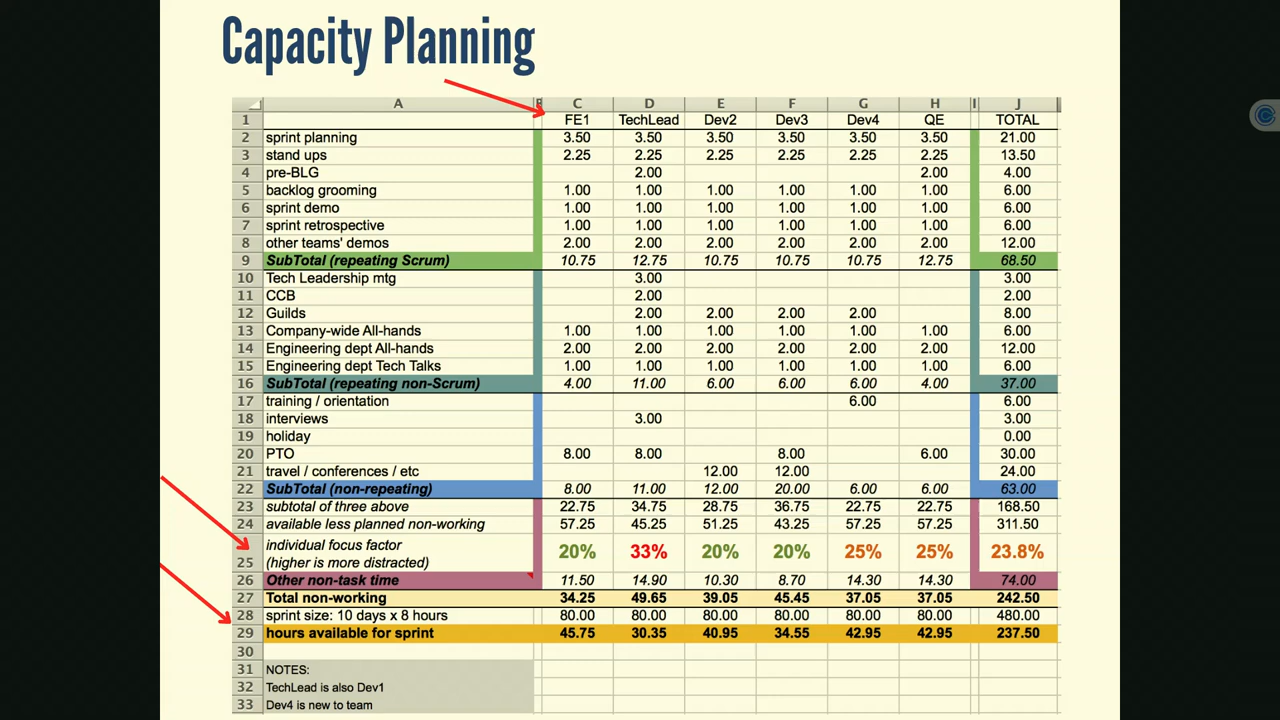 Capacity Planning
A C D E F G H I J
1 FE1 TechLead Dev2 Dev3 Dev4 QE TOTAL
2 sprint planning 3.50 3.50 3.50 3.50 3.50 3.50 21.00
3 stand ups 2.25 2.25 2.25 2.25 2.25 2.25 13.50
4 pre-BLG 2.00 2.00 4.00
5 backlog grooming 1.00 1.00 1.00 1.00 1.00 1.00 6.00
6 sprint demo 1.00 1.00 1.00 1.00 1.00 1.00 6.00
7 sprint retrospective 1.00 1.00 1.00 1.00 1.00 1.00 6.00
8 other teams' demos 2.00 2.00 2.00 2.00 2.00 2.00 12.00
9 SubTotal (repeating Scrum) 10.75 12.75 10.75 10.75 10.75 12.75 68.50
10 Tech Leadership mtg 3.00 3.00
11 CCB 2.00 2.00
12 Guilds 2.00 2.00 2.00 2.00 8.00
13 Company-wide All-hands 1.00 1.00 1.00 1.00 1.00 1.00 6.00
14 Engineering dept All-hands 2.00 2.00 2.00 2.00 2.00 2.00 12.00
15 Engineering dept Tech Talks 1.00 1.00 1.00 1.00 1.00 1.00 6.00
16 SubTotal (repeating non-Scrum) 4.00 11.00 6.00 6.00 6.00 4.00 37.00
17 training / orientation 6.00 6.00
18 interviews 3.00 3.00
19 holiday 0.00
20 PTO 8.00 8.00 8.00 6.00 30.00
21 travel / conferences / etc 12.00 12.00 24.00
22 SubTotal (non-repeating) 8.00 11.00 12.00 20.00 6.00 6.00 63.00
23 subtotal of three above 22.75 34.75 28.75 36.75 22.75 22.75 168.50
24 available less planned non-working 57.25 45.25 51.25 43.25 57.25 57.25 311.50
individual focus factor 20% 33% 20% 20% 25% 25% 23.8%
25 (higher is more distracted)
26 Other non-task time 11.50 14.90 10.30 8.70 14.30 14.30 74.00
27 Total non-working 34.25 49.65 39.05 45.45 37.05 37.05 242.50
28 sprint size: 10 days x 8 hours 80.00 80.00 80.00 80.00 80.00 80.00 480.00
29 hours available for sprint 45.75 30.35 40.95 34.55 42.95 42.95 237.50
30
31 NOTES:
32 TechLead is also Dev1
33 Dev4 is new to team